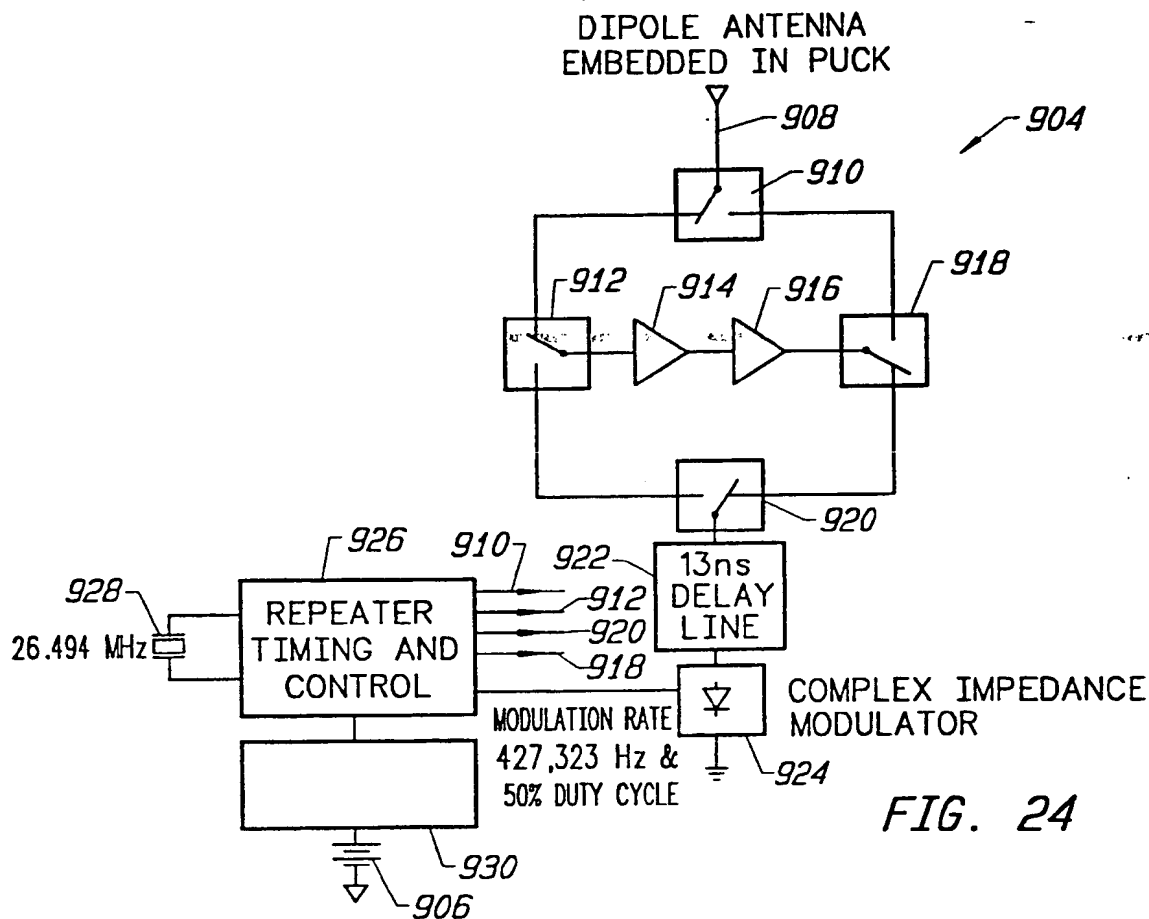 DIPOLE ANTENNA
EMBEDDED IN PUCK
908
904
910
918
912
914
916
920
926
910
922
13ns
DELAY
LINE
928
912
26.494 MHz
REPEATER
TIMING AND
CONTROL
920
918
COMPLEX IMPEDANCE
MODULATOR
MODULATION RATE
427,323 Hz &
50% DUTY CYCLE
924
FIG. 24
930
906